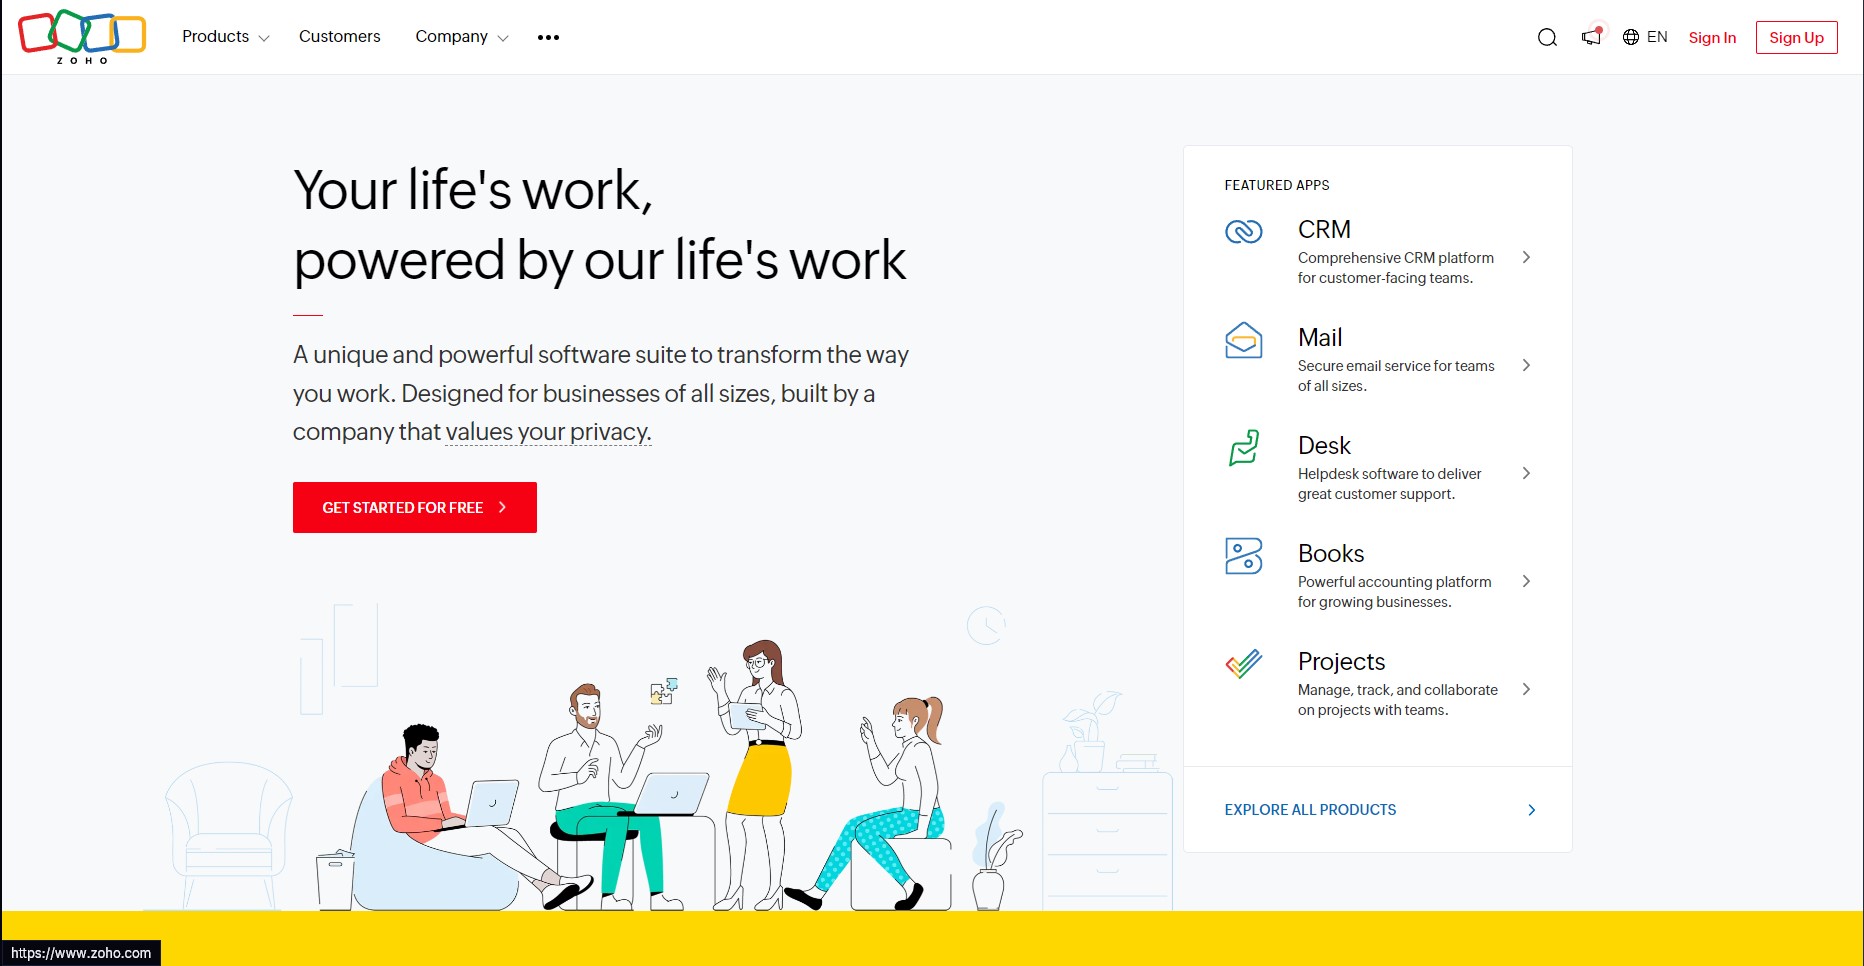 ZOHO
Products
Customers
Company
EN
Sign In
Sign Up
Your life's work,
powered by our life's work
A unique and powerful software suite to transform the way
you work. Designed for businesses of all sizes, built by a
company that values your privacy.
GET STARTED FOR FREE
FEATURED APPS
CRM
Comprehensive CRM platform
for customer-facing teams.
Mail
Secure email service for teams
of all sizes.
Desk
Helpdesk software to deliver
great customer support.
Books
Powerful accounting platform
for growing businesses.
Projects
Manage, track, and collaborate
on projects with teams.
EXPLORE ALL PRODUCTS
https://www.zoho.com